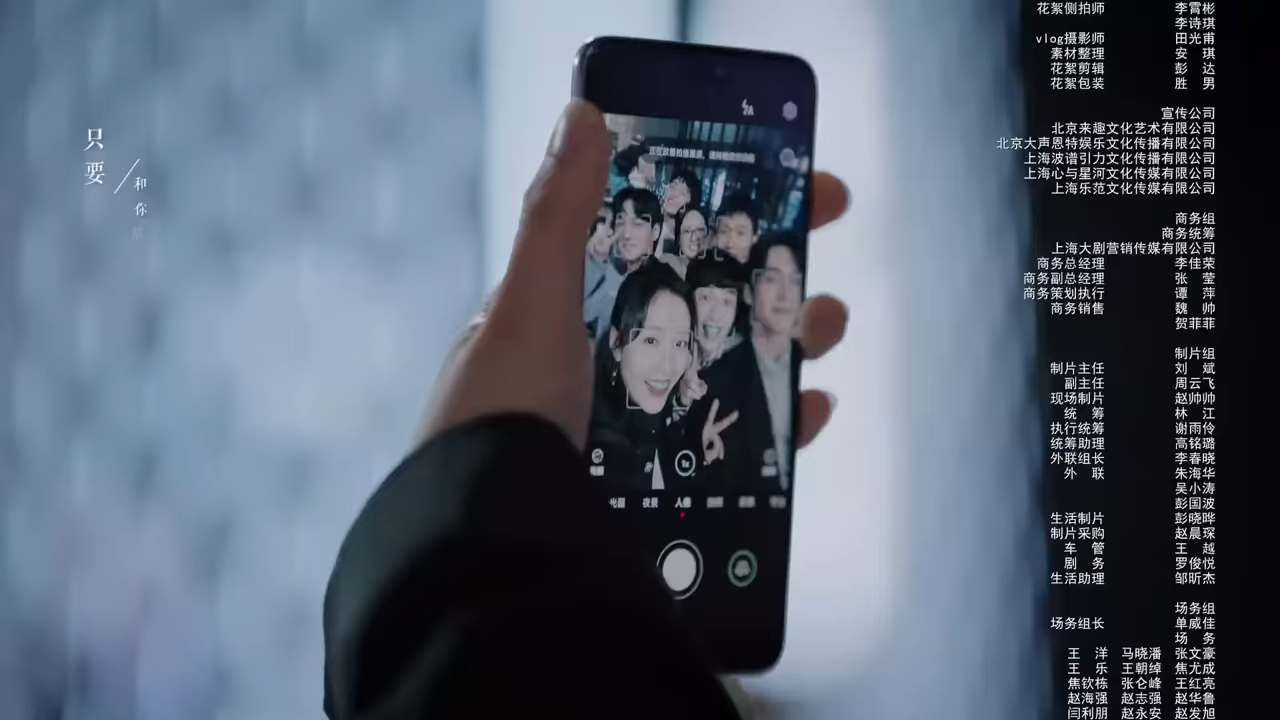 只要
和你
花絮侧拍师 李霄彬
李诗琪
vlog摄影师 田光甫
素材整理 安 琪
花絮剪辑 彭 达
花絮包装 胜 男
宣传公司
北京来趣文化艺术有限公司
北京大声恩特娱乐文化传播有限公司
上海波谱引力文化传播有限公司
上海心与星河文化传媒有限公司
上海乐范文化传媒有限公司
商务组
商务统筹
上海大剧营销传媒有限公司
商务总经理 李佳荣
商务副总经理 张 莹
商务策划执行 谭 萍
商务销售 魏 帅
贺菲菲
制片组
制片主任 刘 斌
副主任 周云飞
现场制片 赵帅帅
统 筹 林 江
执行统筹 谢雨伶
统筹助理 高铭璐
外联组长 李春晓
外 联 朱海华
吴小涛
彭国波
生活制片 彭晓晔
制片采购 赵晨琛
车 管 王 越
剧 务 罗俊悦
生活助理 邹昕杰
场务组
场务组长 单威佳
场 务
王 洋 马晓潘 张文豪
王 乐 王朝绰 焦尤成
焦钦栋 张仑峰 王红亮
赵海强 赵志强 赵华鲁
闫利朋 赵永安 赵发旭
光圈 夜景 人像
1x